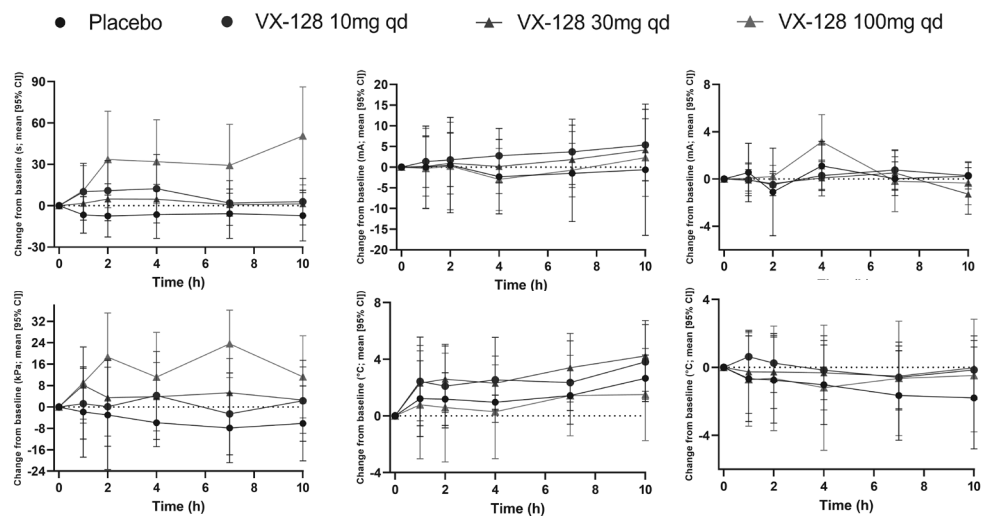 Placebo VX-128 10mg qd VX-128 30mg qd VX-128 100mg qd
Change from baseline (s; mean [95% CI])
90
60
30
0
-30
0 2 4 6 8 10
Time (h)
Change from baseline (mA; mean [95% CI])
20
15
10
5
0
-5
-10
-15
-20
0 2 4 6 8 10
Time (h)
Change from baseline (mA; mean [95% CI])
8
4
0
-4
0 2 4 6 8 10
Time (h)
Change from baseline (kPa; mean [95% CI])
32
24
16
8
0
-8
-16
-24
0 2 4 6 8 10
Time (h)
Change from baseline (°C; mean [95% CI])
8
4
0
-4
0 2 4 6 8 10
Time (h)
Change from baseline (°C; mean [95% CI])
4
0
-4
0 2 4 6 8 10
Time (h)